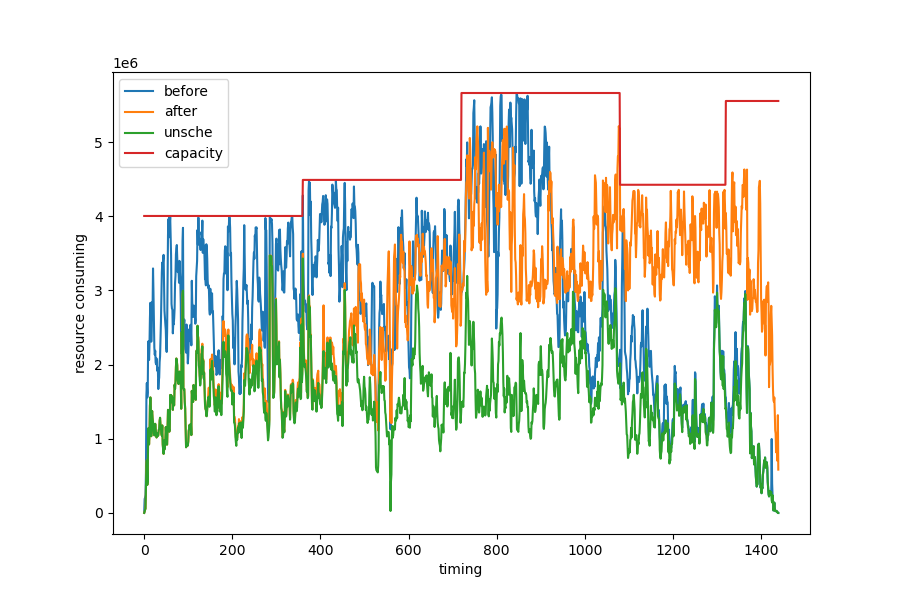 1e6
before
after
unsche
capacity
5
4
3
2
1
0
resource consuming
0 200 400 600 800 1000 1200 1400
timing